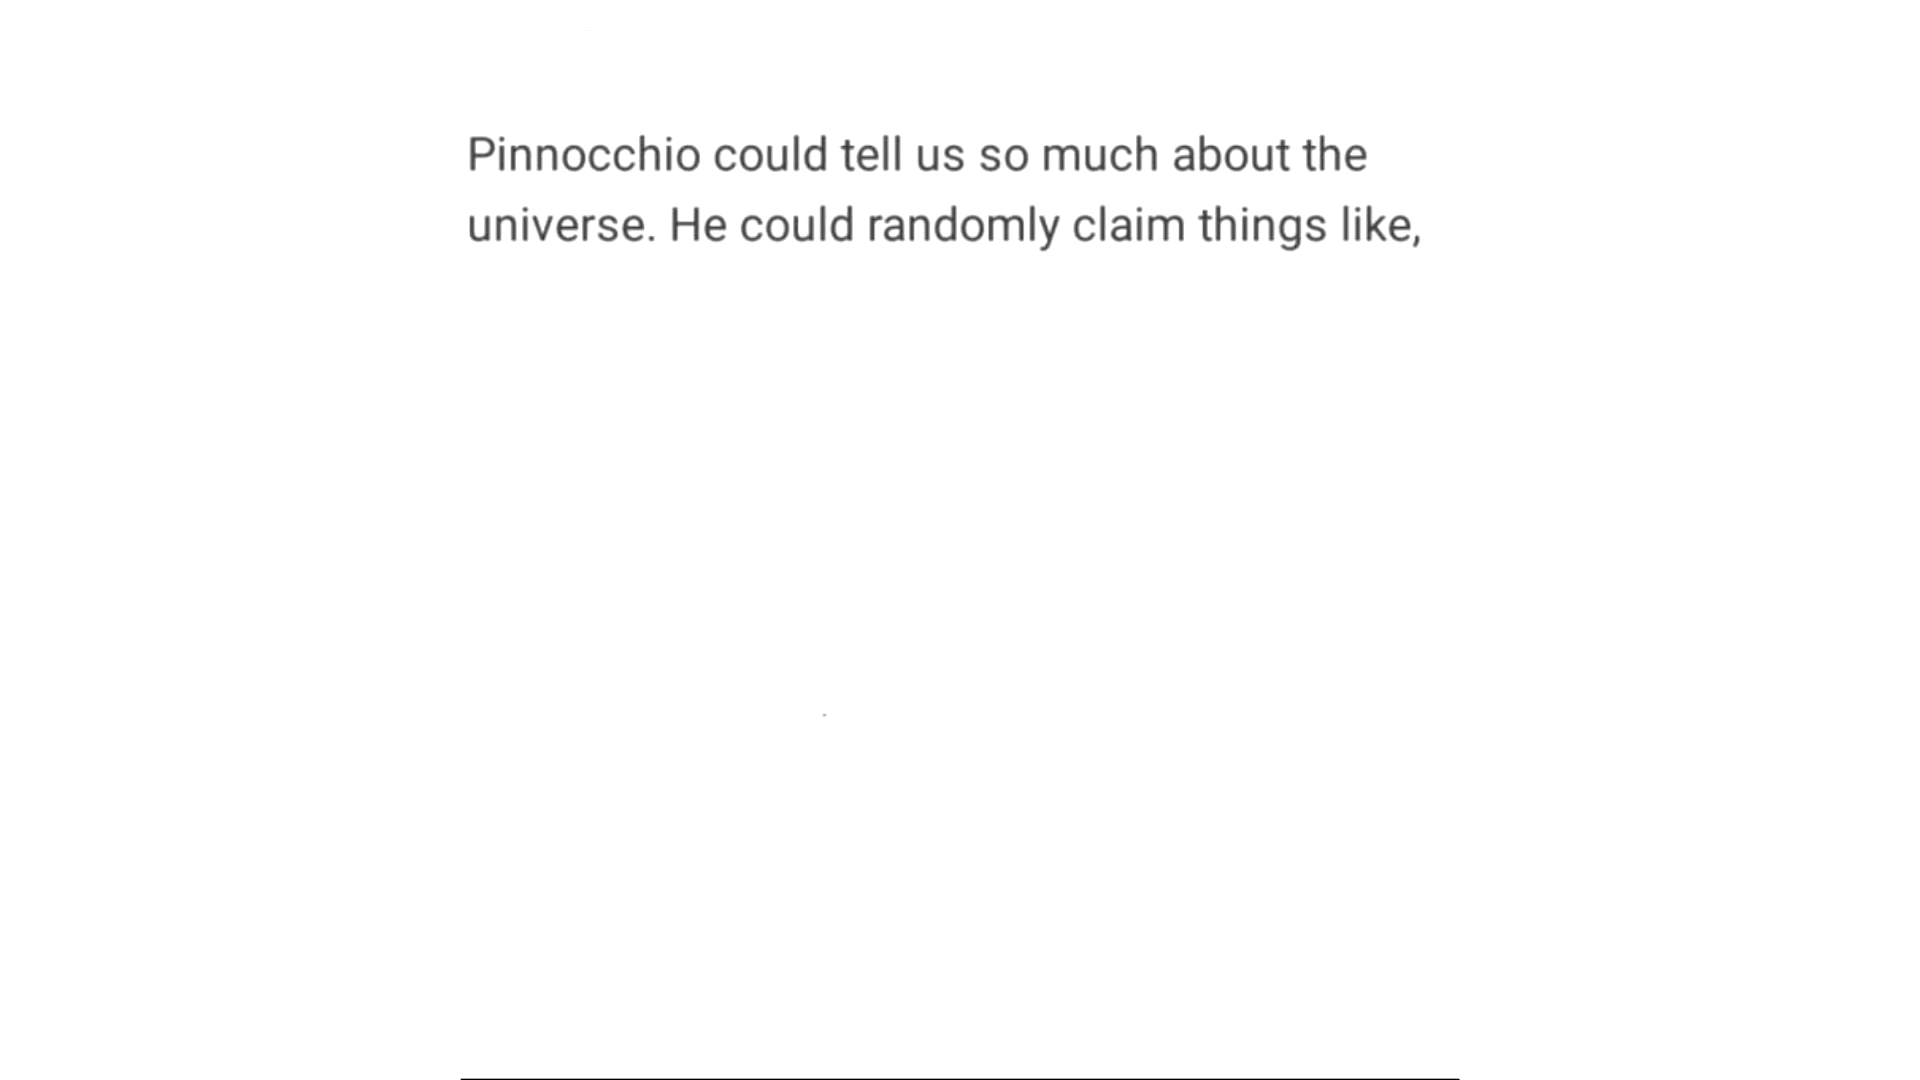 Pinnocchio could tell us so much about the
universe. He could randomly claim things like,